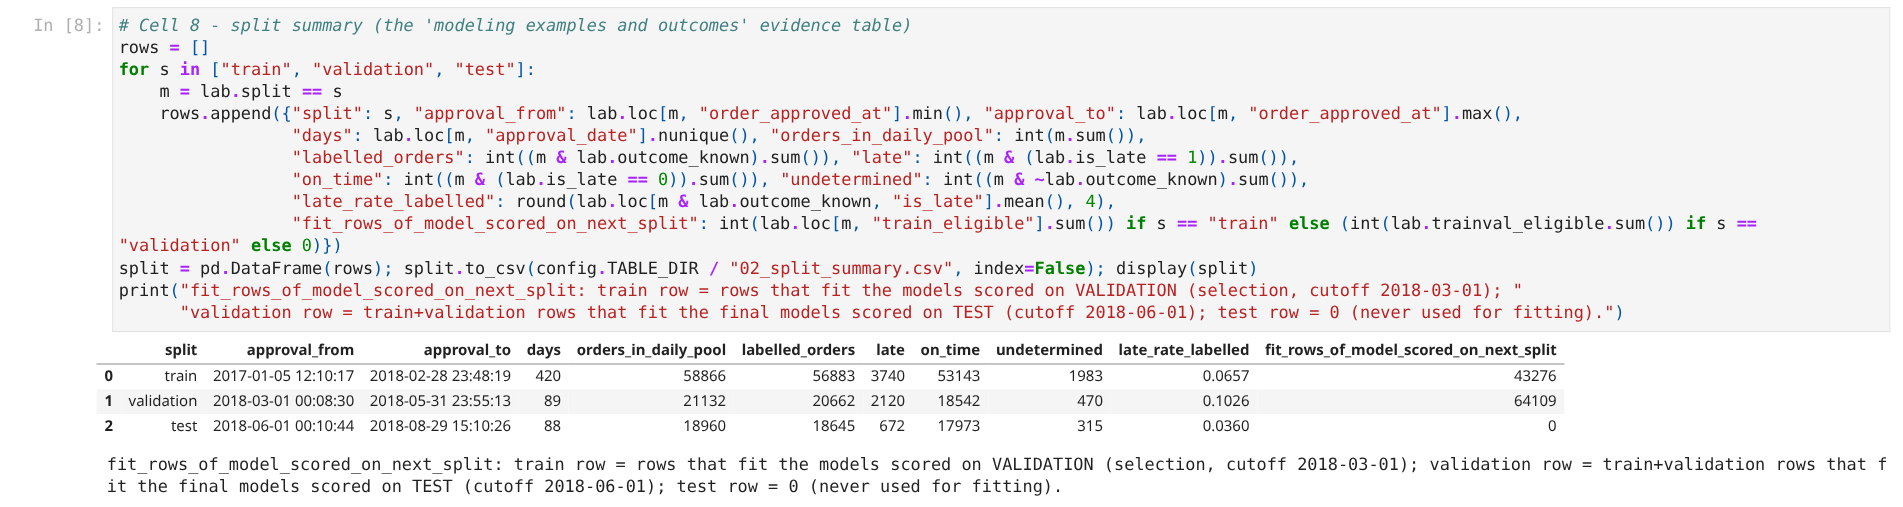 In [8]: # Cell 8 - split summary (the 'modeling examples and outcomes' evidence table)
rows = []
for s in ["train", "validation", "test"]:
    m = lab.split == s
    rows.append({"split": s, "approval_from": lab.loc[m, "order_approved_at"].min(), "approval_to": lab.loc[m, "order_approved_at"].max(),
                 "days": lab.loc[m, "approval_date"].nunique(), "orders_in_daily_pool": int(m.sum()),
                 "labelled_orders": int((m & lab.outcome_known).sum()), "late": int((m & (lab.is_late == 1)).sum()),
                 "on_time": int((m & (lab.is_late == 0)).sum()), "undetermined": int((m & ~lab.outcome_known).sum()),
                 "late_rate_labelled": round(lab.loc[m & lab.outcome_known, "is_late"].mean(), 4),
                 "fit_rows_of_model_scored_on_next_split": int(lab.loc[m, "train_eligible"].sum()) if s == "train" else (int(lab.trainval_eligible.sum()) if s ==
"validation" else 0)})
split = pd.DataFrame(rows); split.to_csv(config.TABLE_DIR / "02_split_summary.csv", index=False); display(split)
print("fit_rows_of_model_scored_on_next_split: train row = rows that fit the models scored on VALIDATION (selection, cutoff 2018-03-01); "
      "validation row = train+validation rows that fit the final models scored on TEST (cutoff 2018-06-01); test row = 0 (never used for fitting).")
split approval_from approval_to days orders_in_daily_pool labelled_orders late on_time undetermined late_rate_labelled fit_rows_of_model_scored_on_next_split
0 train 2017-01-05 12:10:17 2018-02-28 23:48:19 420 58866 56883 3740 53143 1983 0.0657 43276
1 validation 2018-03-01 00:08:30 2018-05-31 23:55:13 89 21132 20662 2120 18542 470 0.1026 64109
2 test 2018-06-01 00:10:44 2018-08-29 15:10:26 88 18960 18645 672 17973 315 0.0360 0
fit_rows_of_model_scored_on_next_split: train row = rows that fit the models scored on VALIDATION (selection, cutoff 2018-03-01); validation row = train+validation rows that f
it the final models scored on TEST (cutoff 2018-06-01); test row = 0 (never used for fitting).